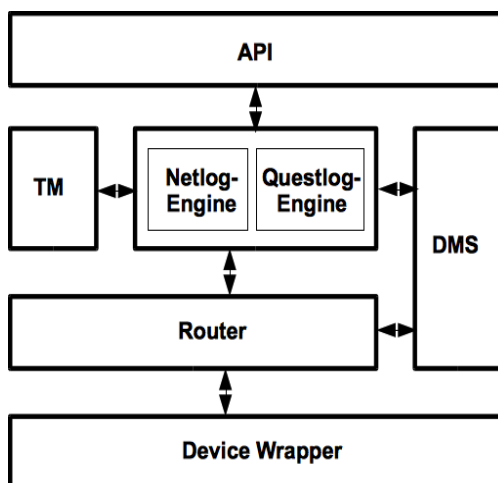 API
TM
Netlog-
Engine
Questlog-
Engine
DMS
Router
Device Wrapper